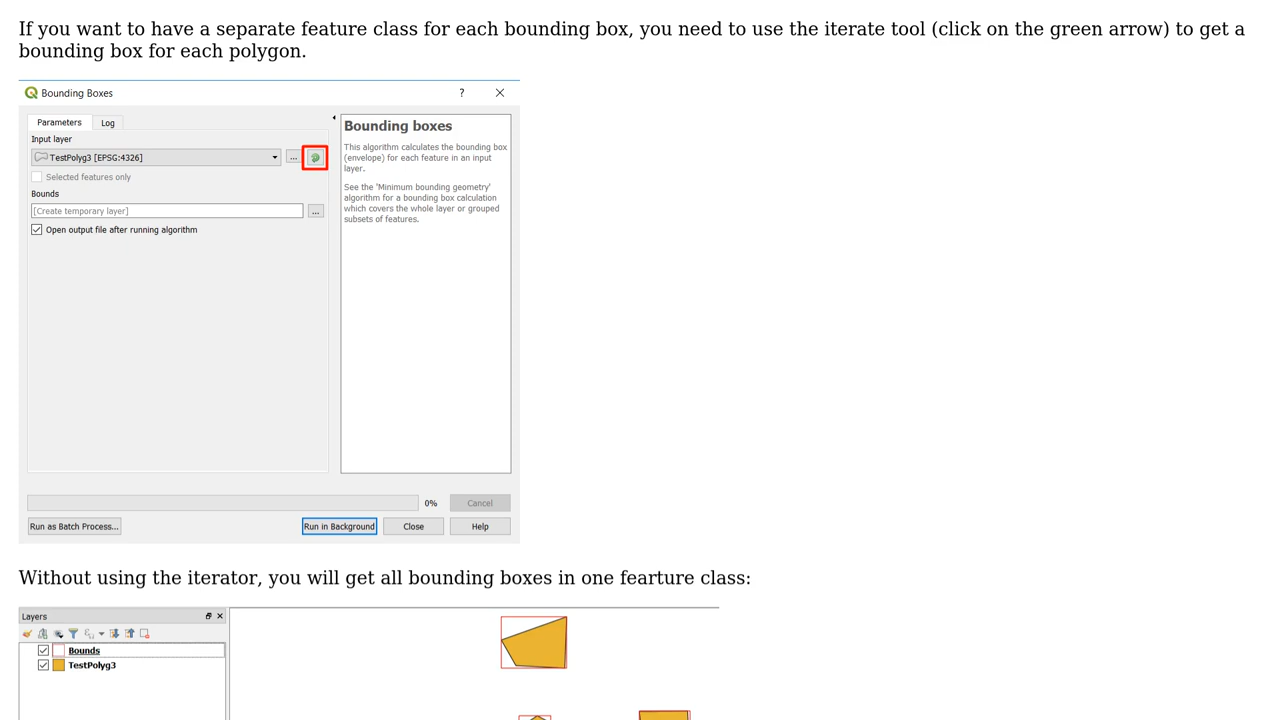 If you want to have a separate feature class for each bounding box, you need to use the iterate tool (click on the green arrow) to get a
bounding box for each polygon.
Bounding Boxes
?
Parameters
Log
Input layer
TestPolyg3 [EPSG:4326]
...
Selected features only
Bounds
[Create temporary layer]
...
Open output file after running algorithm
Bounding boxes
This algorithm calculates the bounding box
(envelope) for each feature in an input
layer.
See the 'Minimum bounding geometry'
algorithm for a bounding box calculation
which covers the whole layer or grouped
subsets of features.
0%
Cancel
Run as Batch Process...
Run in Background
Close
Help
Without using the iterator, you will get all bounding boxes in one fearture class:
Layers
Bounds
TestPolyg3